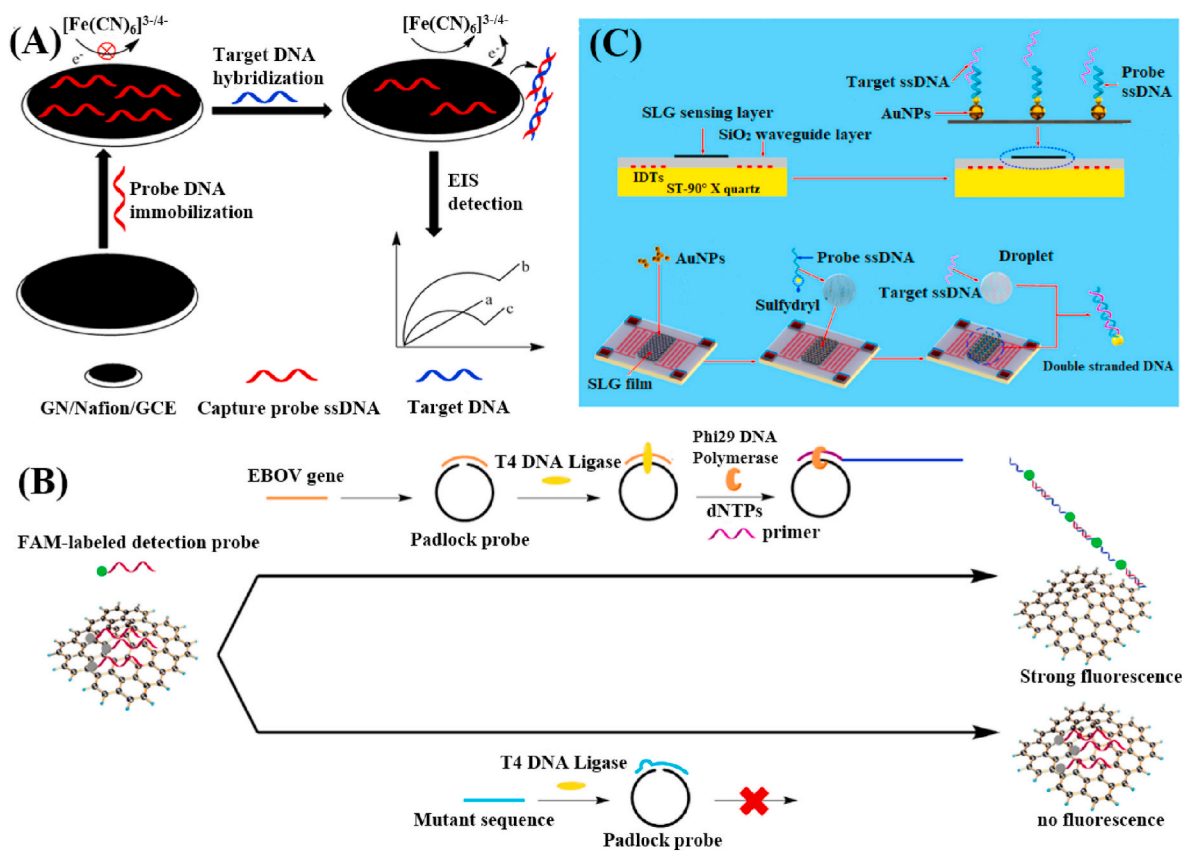 (A)
[Fe(CN)₆]³⁻/⁴⁻
e⁻
Target DNA
hybridization
[Fe(CN)₆]³⁻/⁴⁻
e⁻
Probe DNA
immobilization
EIS
detection
b
a
c
GN/Nafion/GCE
Capture probe ssDNA
Target DNA
(C)
Target ssDNA
Probe
ssDNA
AuNPs
SLG sensing layer
SiO₂ waveguide layer
IDTs
ST-90° X quartz
AuNPs
Probe ssDNA
Sulfydryl
Droplet
Target ssDNA
SLG film
Double stranded DNA
(B)
EBOV gene
T4 DNA Ligase
Phi29 DNA
Polymerase
dNTPs
primer
Padlock probe
FAM-labeled detection probe
Strong fluorescence
T4 DNA Ligase
Mutant sequence
Padlock probe
no fluorescence